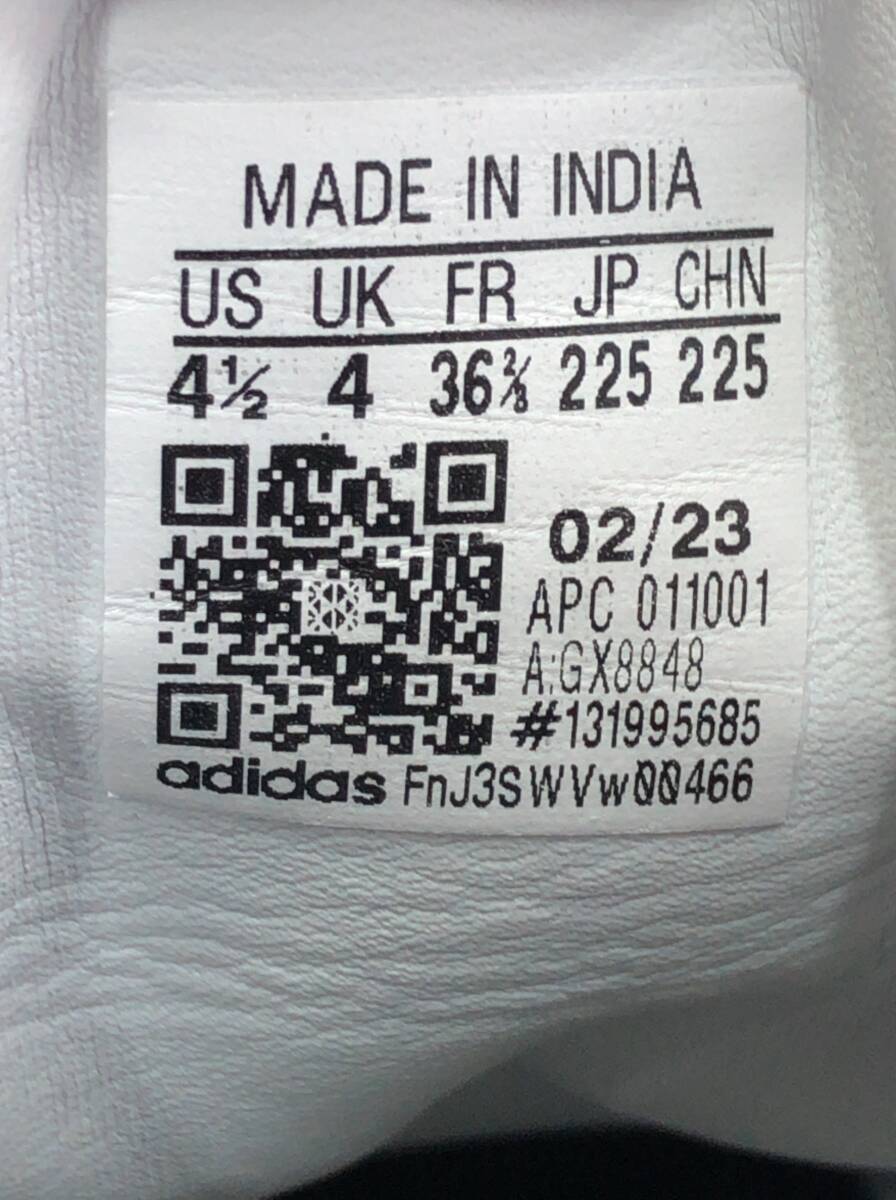 MADE IN INDIA
US UK FR JP CHN
4½ 4 36⅔ 225 225
02/23
APC 011001
A:GX8848
#131995685
adidas FnJ3SWVw00466